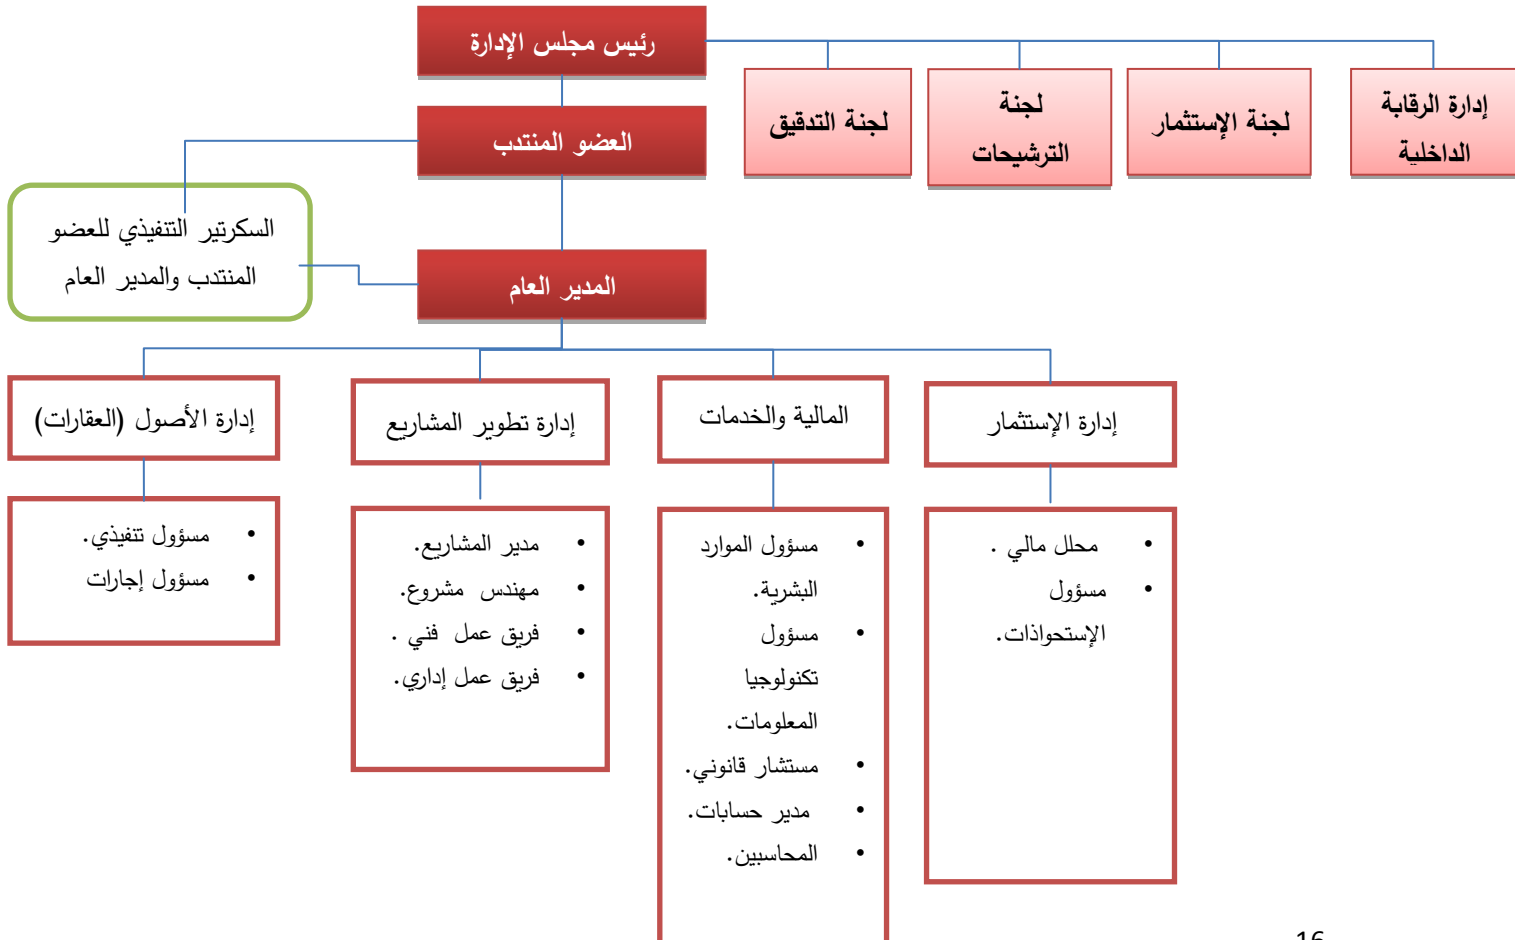 رئيس مجلس الإدارة
إدارة الرقابة
الداخلية
لجنة الإستثمار
لجنة
الترشيحات
لجنة التدقيق
العضو المنتدب
السكرتير التنفيذي للعضو
المنتدب والمدير العام
المدير العام
إدارة الإستثمار
المالية والخدمات
إدارة تطوير المشاريع
إدارة الأصول (العقارات)
• محلل مالي .
• مسؤول
الإستحواذات.
• مسؤول الموارد
البشرية.
• مسؤول
تكنولوجيا
المعلومات.
• مستشار قانوني.
• مدير حسابات.
• المحاسبين.
• مدير المشاريع.
• مهندس مشروع.
• فريق عمل فني .
• فريق عمل إداري.
• مسؤول تنفيذي.
• مسؤول إجارات
16